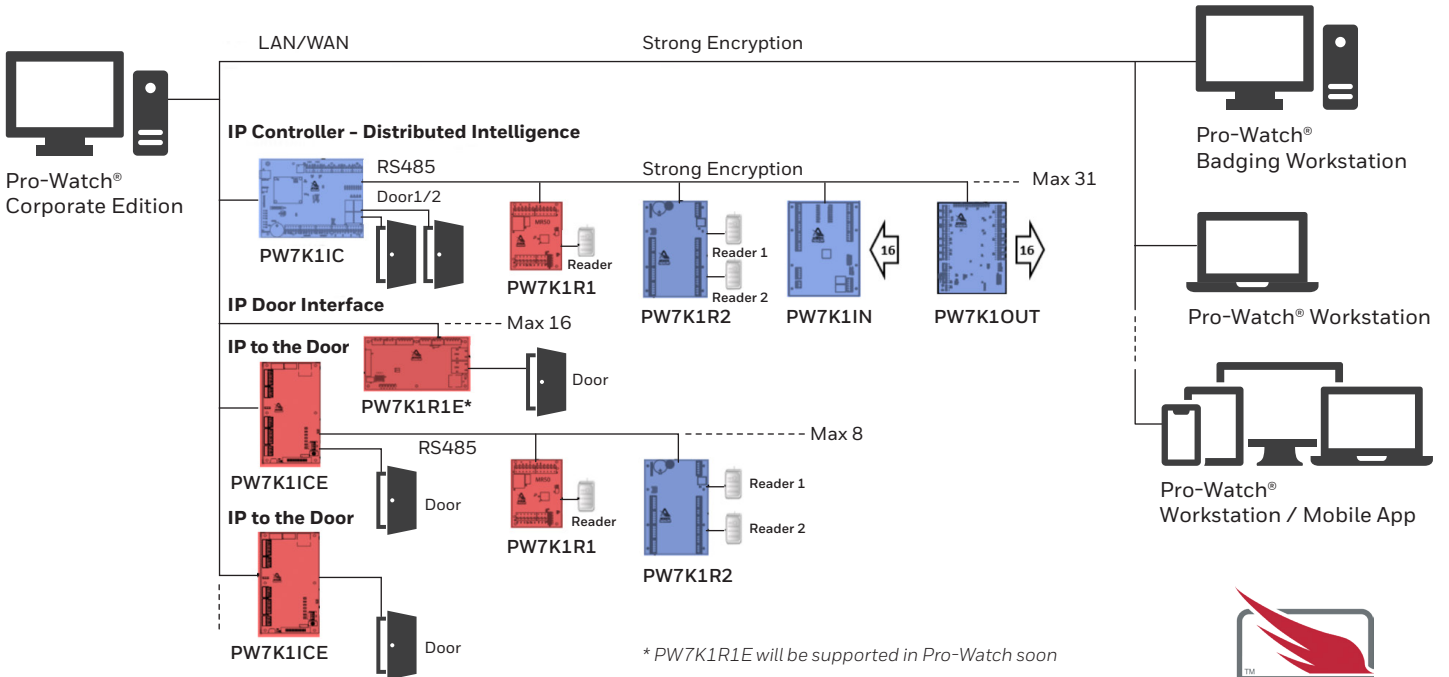 LAN/WAN
Strong Encryption
Pro-Watch®
Corporate Edition
Pro-Watch®
Badging Workstation
IP Controller – Distributed Intelligence
RS485
Strong Encryption
Max 31
Door1/2
PW7K1IC
Reader
PW7K1R1
Reader 1
Reader 2
PW7K1R2
16
PW7K1IN
16
PW7K1OUT
Pro-Watch® Workstation
IP Door Interface
Max 16
IP to the Door
Door
PW7K1R1E*
RS485
Max 8
PW7K1ICE
Door
Reader
PW7K1R1
Reader 1
Reader 2
PW7K1R2
Pro-Watch®
Workstation / Mobile App
IP to the Door
PW7K1ICE
Door
* PW7K1R1E will be supported in Pro-Watch soon
TM